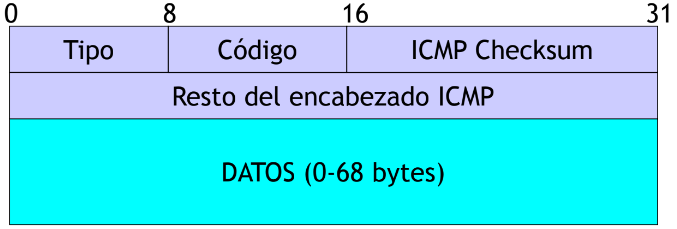 0 8 16 31
Tipo Código ICMP Checksum
Resto del encabezado ICMP
DATOS (0-68 bytes)